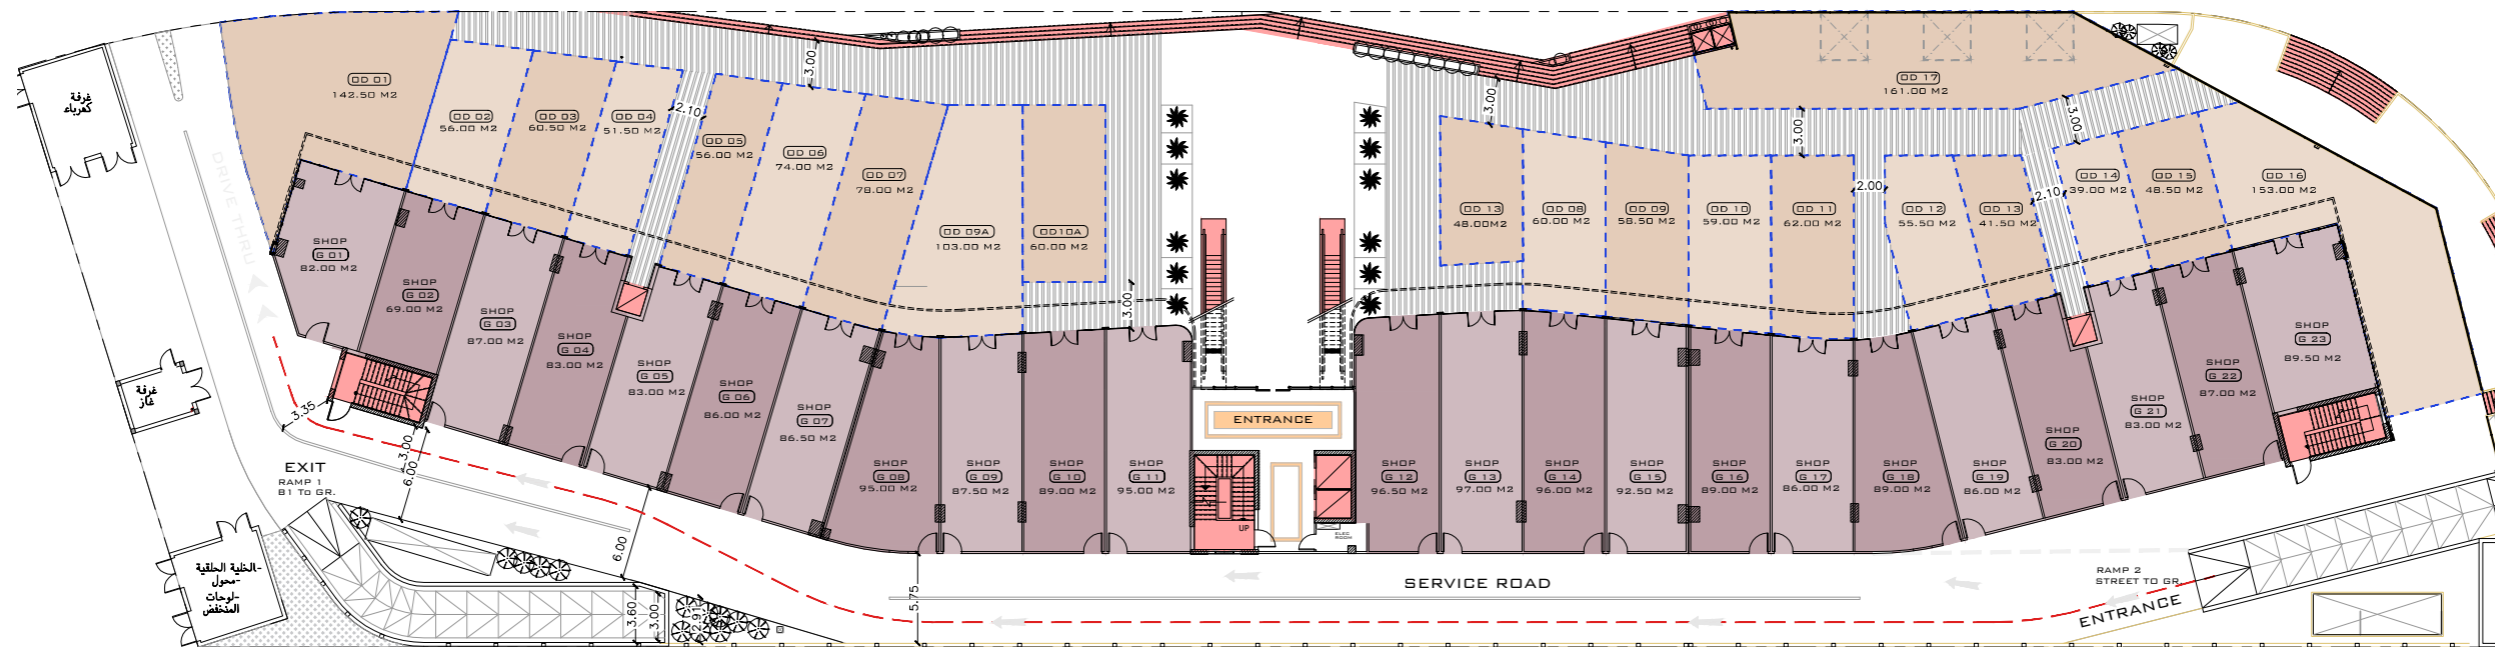 غرفة
كهرباء
OD 01
142.50 M2
OD 02
56.00 M2
OD 03
60.50 M2
OD 04
51.50 M2
2.10
OD 05
56.00 M2
3.00
OD 06
74.00 M2
OD 07
78.00 M2
OD 09A
103.00 M2
OD10A
60.00 M2
3.00
3.00
OD 13
48.00M2
OD 08
60.00 M2
OD 09
58.50 M2
OD 10
59.00 M2
3.00
OD 11
62.00 M2
2.00
OD 17
161.00 M2
OD 12
55.50 M2
OD 13
41.50 M2
2.10
3.00
OD 14
39.00 M2
OD 15
48.50 M2
OD 16
153.00 M2
DRIVE THRU
SHOP
G 01
82.00 M2
SHOP
G 02
69.00 M2
SHOP
G 03
87.00 M2
SHOP
G 04
83.00 M2
SHOP
G 05
83.00 M2
SHOP
G 06
86.00 M2
SHOP
G 07
86.50 M2
SHOP
G 08
95.00 M2
SHOP
G 09
87.50 M2
SHOP
G 10
89.00 M2
SHOP
G 11
95.00 M2
ENTRANCE
UP
ELEC
ROOM
SHOP
G 12
96.50 M2
SHOP
G 13
97.00 M2
SHOP
G 14
96.00 M2
SHOP
G 15
92.50 M2
SHOP
G 16
89.00 M2
SHOP
G 17
86.00 M2
SHOP
G 18
89.00 M2
SHOP
G 19
86.00 M2
SHOP
G 20
83.00 M2
SHOP
G 21
83.00 M2
SHOP
G 22
87.00 M2
SHOP
G 23
89.50 M2
غرفة
غاز
3.35
3.00
6.00
EXIT
RAMP 1
B1 TO GR.
6.00
-الخلية الحلقية
-محول
-لوحات
المنخفض
3.60
3.00
2.91
5.75
SERVICE ROAD
RAMP 2
STREET TO GR.
ENTRANCE